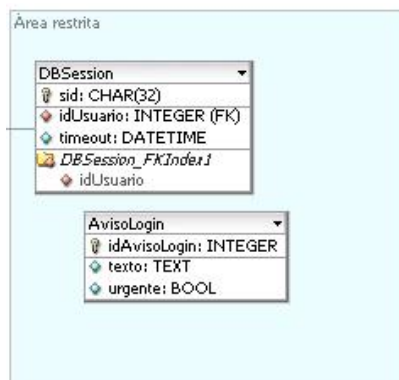 Área restrita
DBSession
sid: CHAR(32)
idUsuario: INTEGER (FK)
timeout: DATETIME
DBSession_FKIndex1
idUsuario
AvisoLogin
idAvisoLogin: INTEGER
texto: TEXT
urgente: BOOL